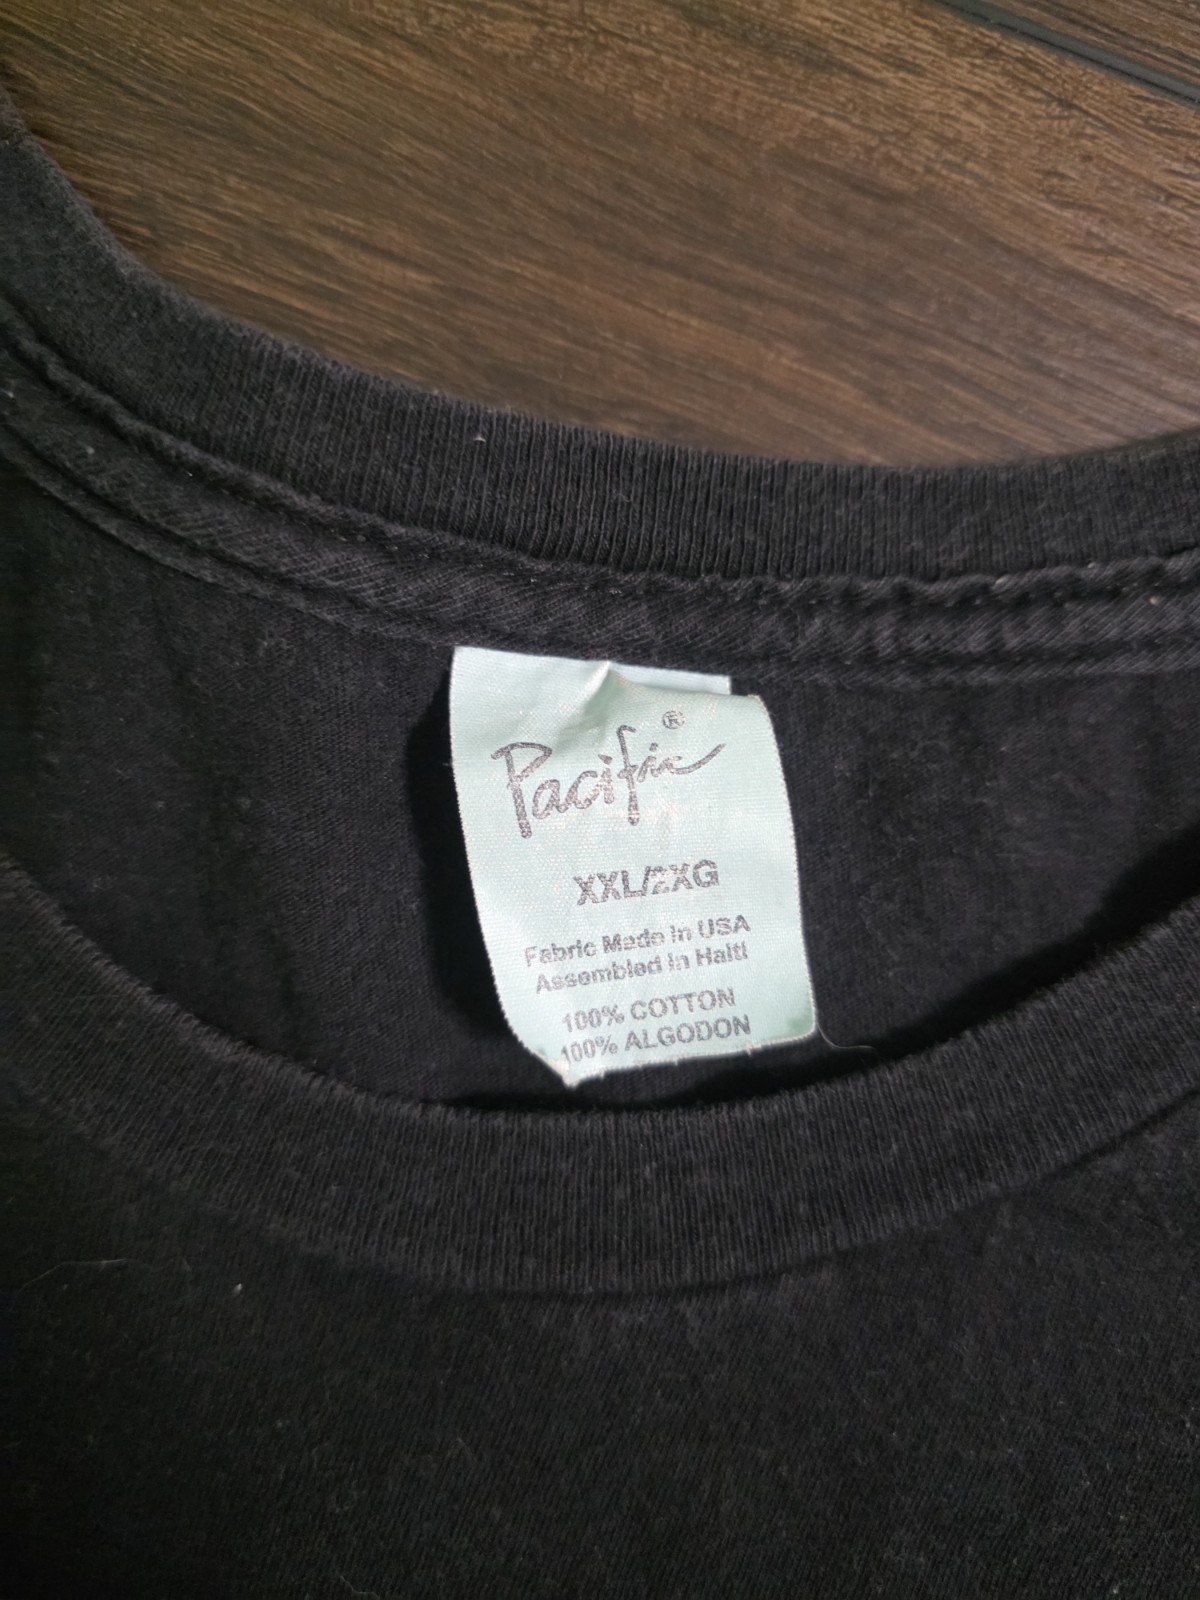 Pacific®
XXL/2XG
Fabric Made in USA
Assembled in Haiti
100% COTTON
100% ALGODON